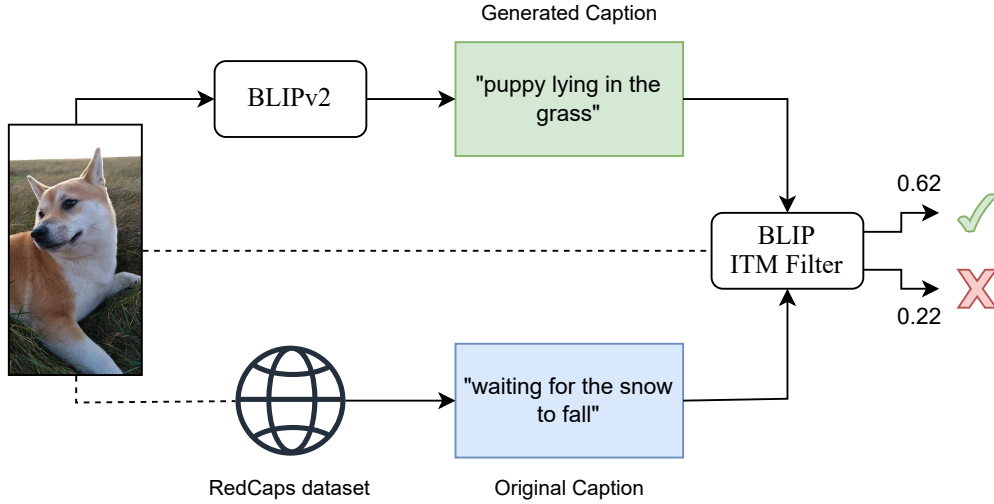 Generated Caption
BLIPv2
"puppy lying in the
grass"
0.62
BLIP
ITM Filter
0.22
"waiting for the snow
to fall"
RedCaps dataset
Original Caption